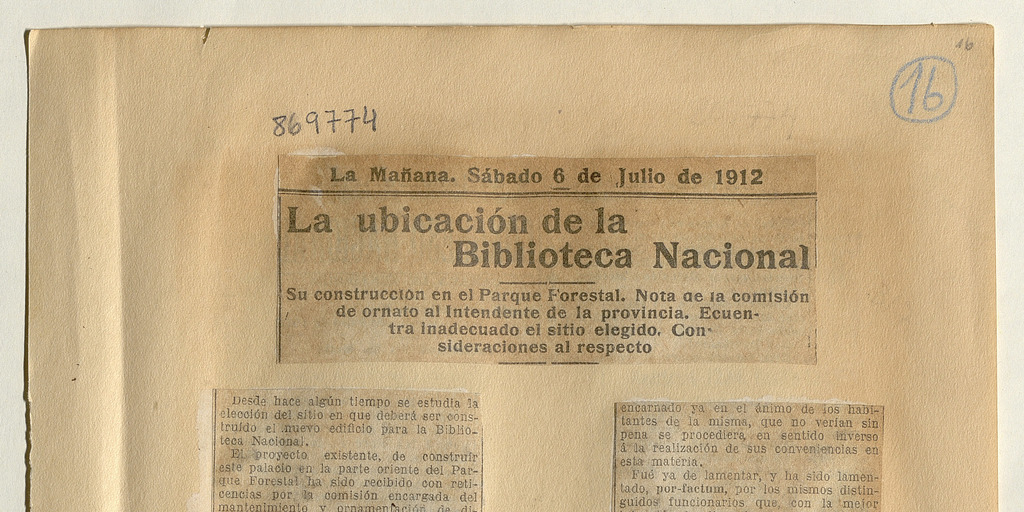 16
16
869774
La Mañana. Sábado 6 de Julio de 1912
La ubicación de la
Biblioteca Nacional
Su construcción en el Parque Forestal. Nota de la comisión
de ornato al Intendente de la provincia. Ecuen-
tra inadecuado el sitio elegido. Con-
sideraciones al respecto
Desde hace algún tiempo se estudia la
elección del sitio en que deberá ser cons-
truído el nuevo edificio para la Biblio-
teca Nacional.
El proyecto existente, de construir
este palacio en la parte oriente del Par-
que Forestal ha sido recibido con reti-
cencias por la comisión encargada del
mantenimiento y ornamentación de di-
encarnado ya en el ánimo de los habi-
tantes de la misma, que no verían sin
pena se procediera, en sentido inverso
á la realización de sus conveniencias en
esta materia.
Fué ya de lamentar, y ha sido lamen-
tado, por-factum, por los mismos distin-
guidos funcionarios que, con la mejor